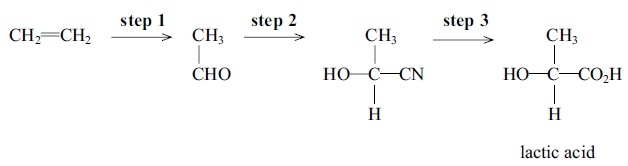 step 1 step 2 step 3
CH₂=CH₂ CH₃ CH₃ CH₃
CHO HO—C—CN HO—C—CO₂H
H H
lactic acid